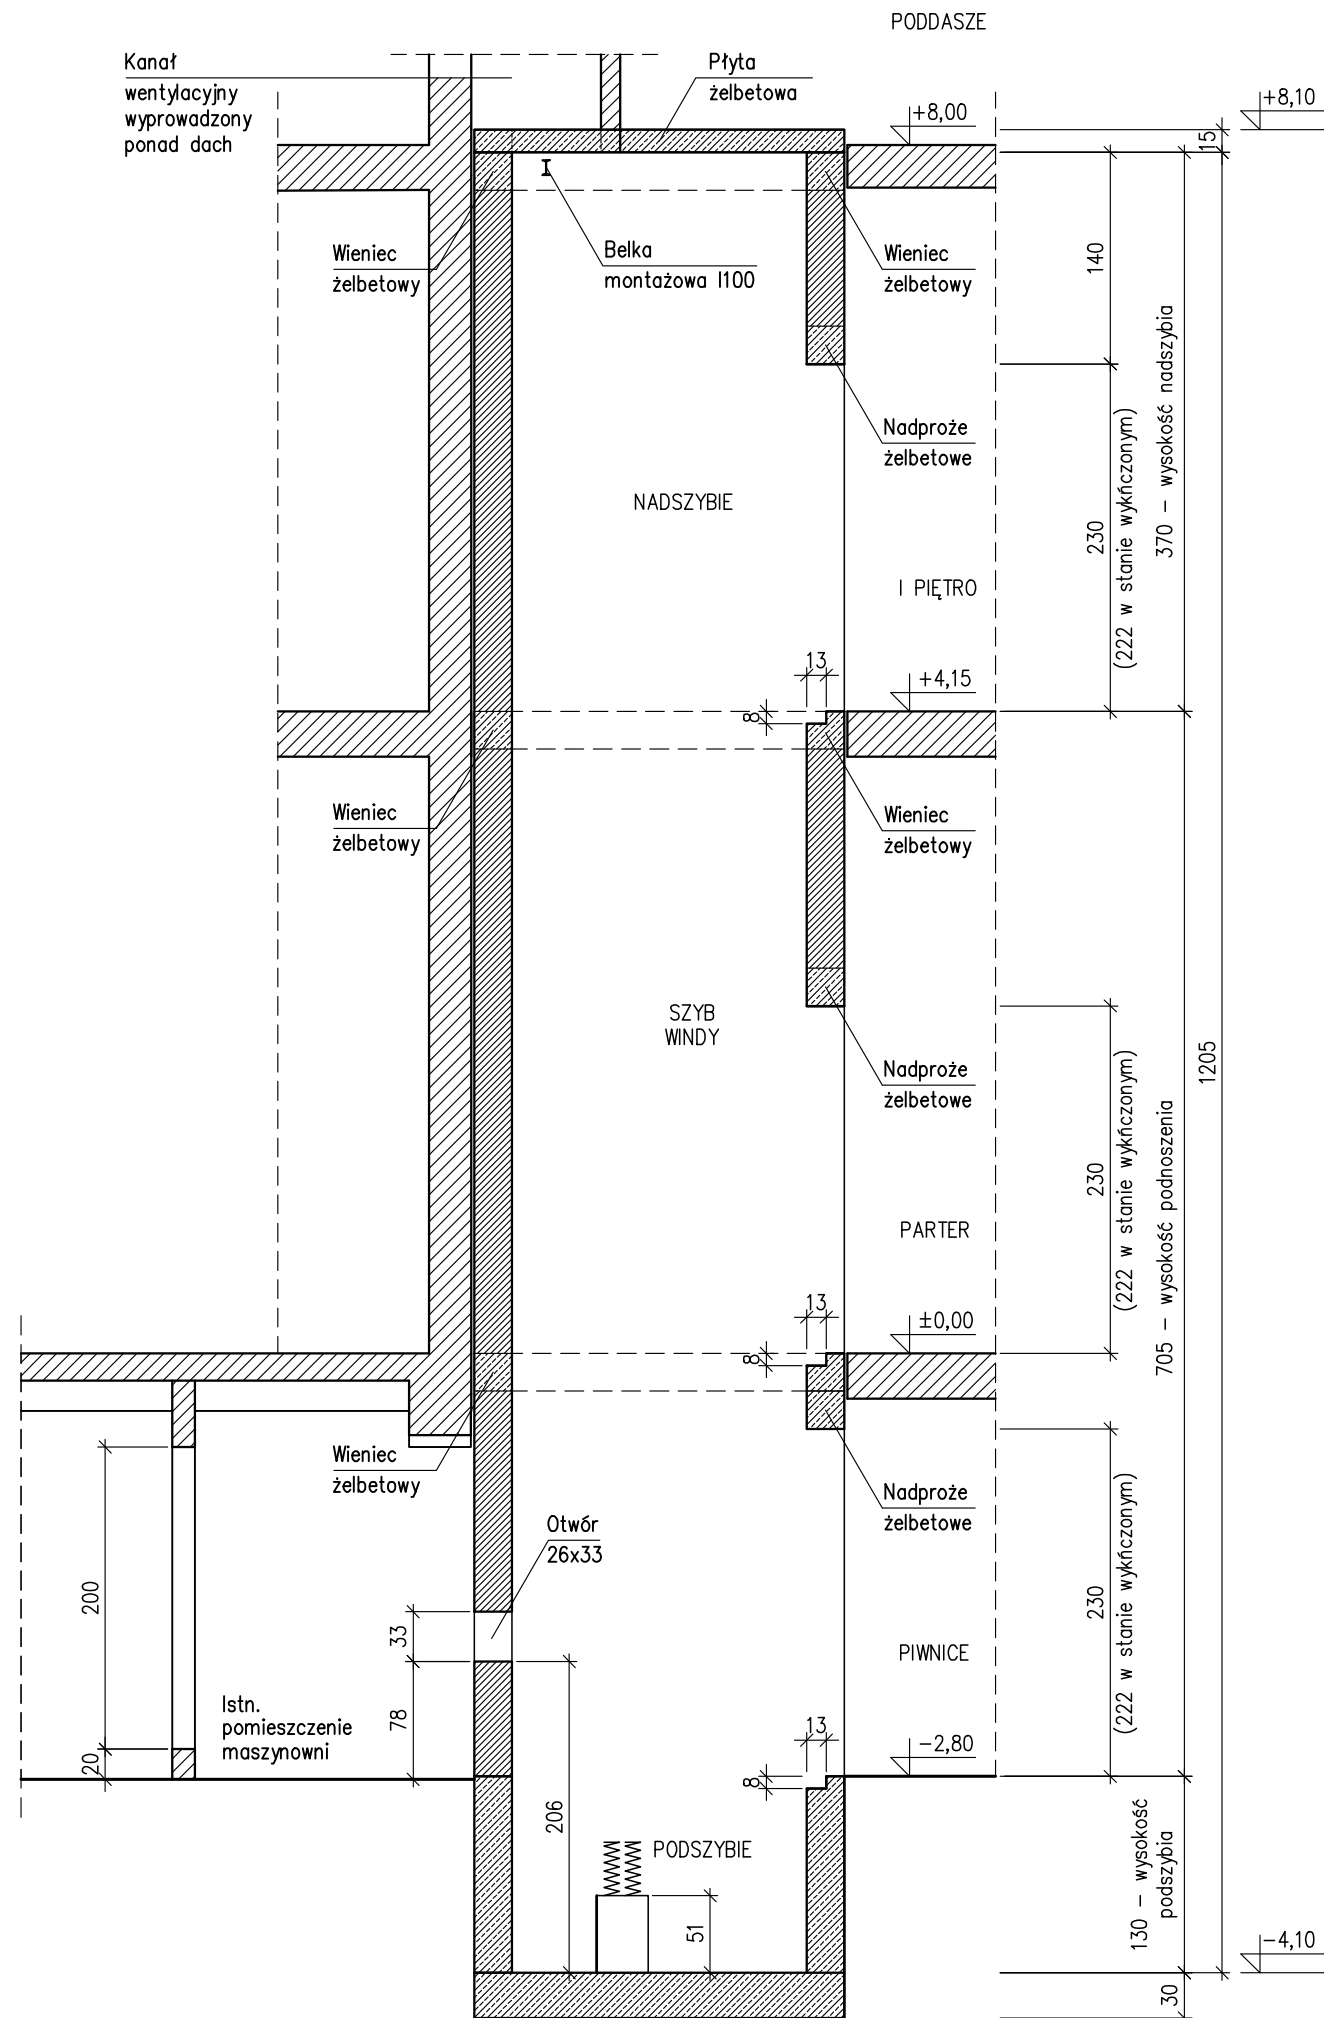 PODDASZE
Kanał
wentylacyjny
wyprowadzony
ponad dach
Płyta
żelbetowa
+8,00
+8,10
15
Wieniec
żelbetowy
Belka
montażowa I100
Wieniec
żelbetowy
140
370 – wysokość nadszybia
Nadproże
żelbetowe
NADSZYBIE
230
(222 w stanie wykńczonym)
I PIĘTRO
13
+4,15
8
Wieniec
żelbetowy
Wieniec
żelbetowy
SZYB
WINDY
1205
Nadproże
żelbetowe
230
(222 w stanie wykńczonym)
705 – wysokość podnoszenia
PARTER
13
±0,00
8
Wieniec
żelbetowy
Nadproże
żelbetowe
Otwór
26x33
200
33
230
(222 w stanie wykńczonym)
PIWNICE
Istn.
pomieszczenie
maszynowni
78
20
13
-2,80
8
206
PODSZYBIE
51
130 – wysokość
podszybia
-4,10
30